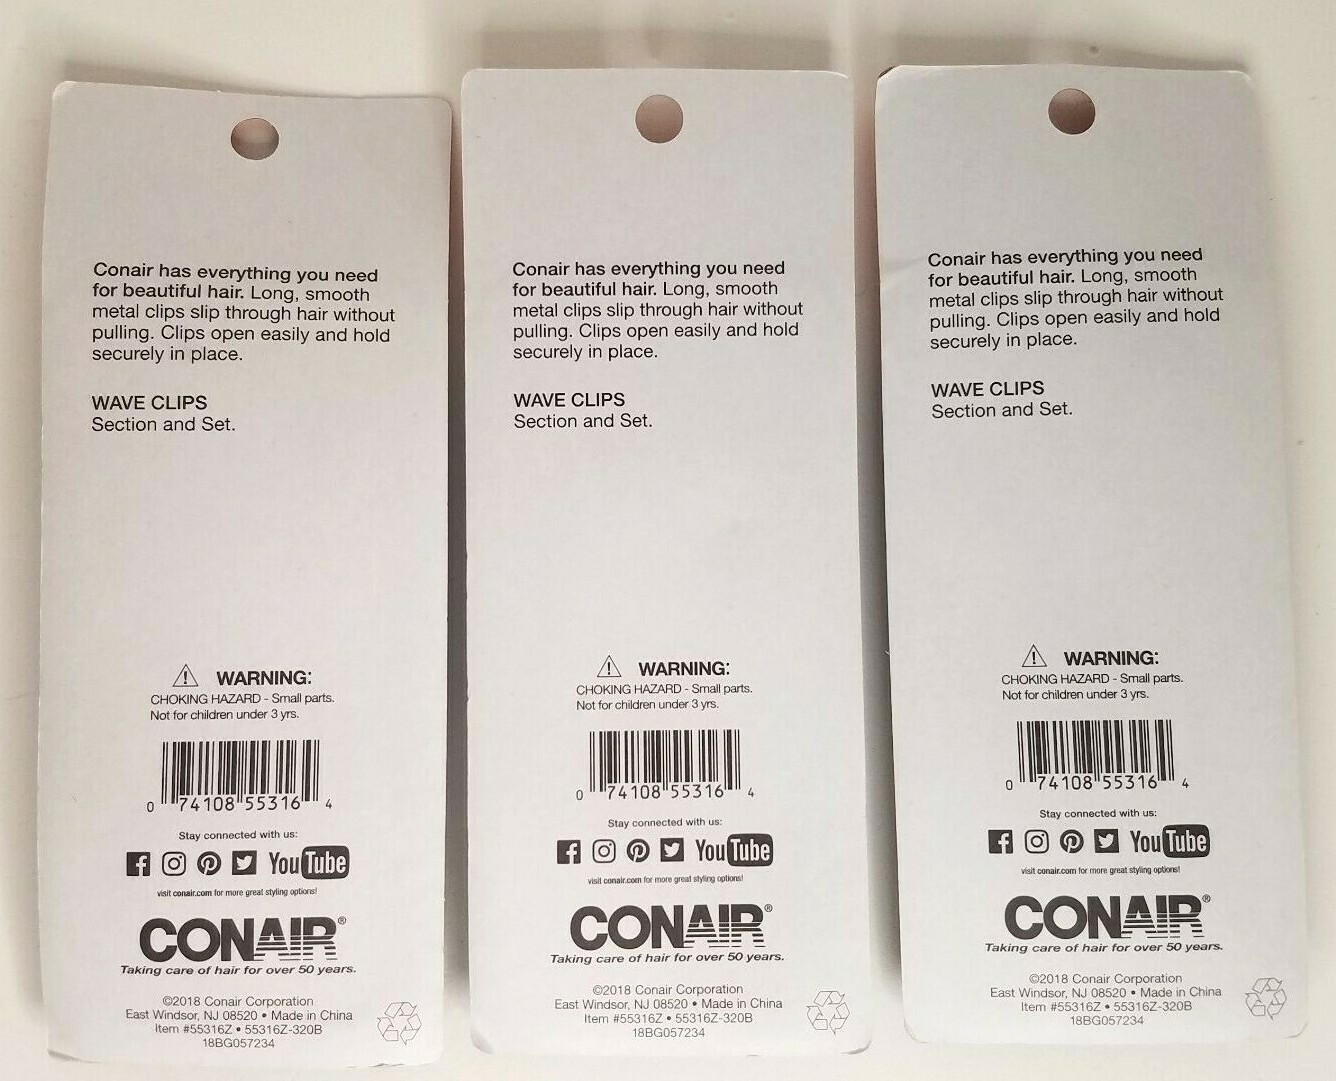 Conair has everything you need
for beautiful hair. Long, smooth
metal clips slip through hair without
pulling. Clips open easily and hold
securely in place.
WAVE CLIPS
Section and Set.
WARNING:
CHOKING HAZARD - Small parts.
Not for children under 3 yrs.
0 74108 55316 4
Stay connected with us:
f YouTube
visit conair.com for more great styling options!
CONAIR®
Taking care of hair for over 50 years.
©2018 Conair Corporation
East Windsor, NJ 08520 • Made in China
Item #55316Z • 55316Z-320B
18BG057234
Conair has everything you need
for beautiful hair. Long, smooth
metal clips slip through hair without
pulling. Clips open easily and hold
securely in place.
WAVE CLIPS
Section and Set.
WARNING:
CHOKING HAZARD - Small parts.
Not for children under 3 yrs.
0 74108 55316 4
Stay connected with us:
f YouTube
visit conair.com for more great styling options!
CONAIR®
Taking care of hair for over 50 years.
©2018 Conair Corporation
East Windsor, NJ 08520 • Made in China
Item #55316Z • 55316Z-320B
18BG057234
Conair has everything you need
for beautiful hair. Long, smooth
metal clips slip through hair without
pulling. Clips open easily and hold
securely in place.
WAVE CLIPS
Section and Set.
WARNING:
CHOKING HAZARD - Small parts.
Not for children under 3 yrs.
0 74108 55316 4
Stay connected with us:
f YouTube
visit conair.com for more great styling options!
CONAIR®
Taking care of hair for over 50 years.
©2018 Conair Corporation
East Windsor, NJ 08520 • Made in China
Item #55316Z • 55316Z-320B
18BG057234